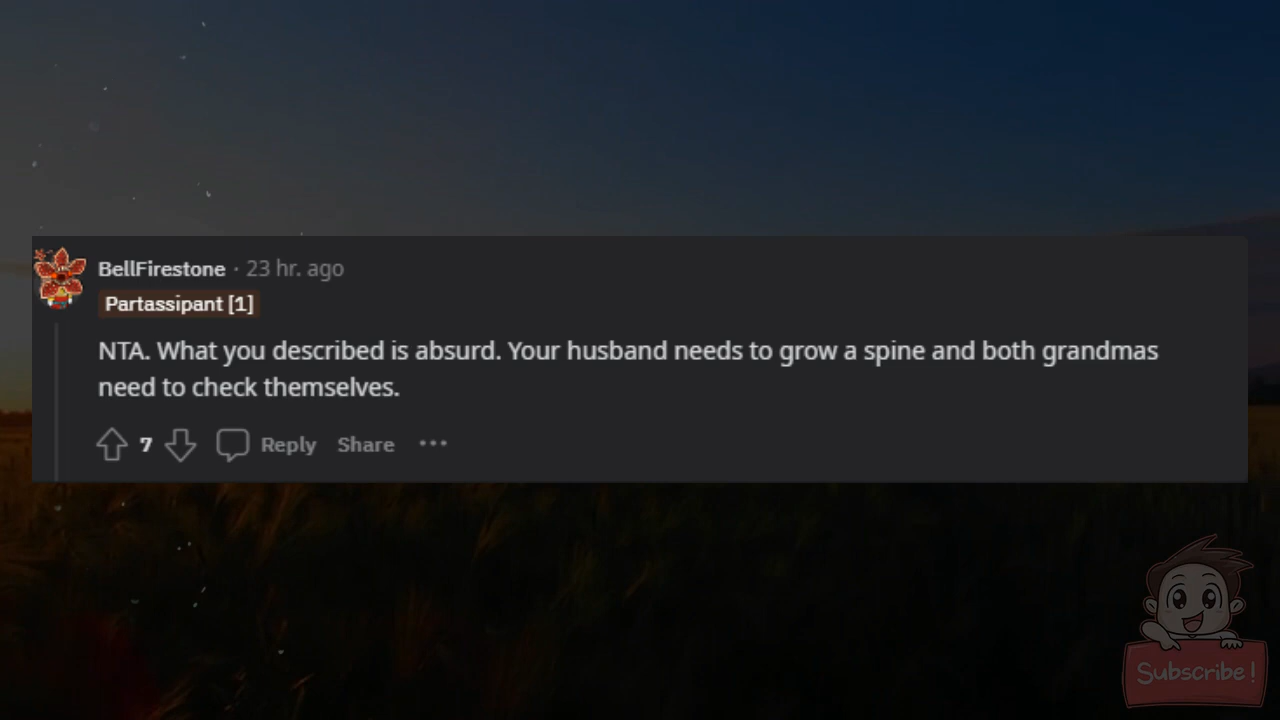 BellFirestone · 23 hr. ago
Partassipant [1]
NTA. What you described is absurd. Your husband needs to grow a spine and both grandmas
need to check themselves.
7 Reply Share ···
Subscribe!